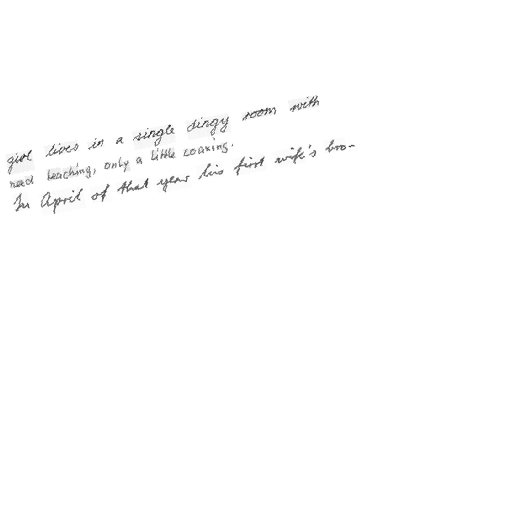 girl lives in a single dingy room with
need teaching, only a little coaxing.
In April of that year his first wife's bro-